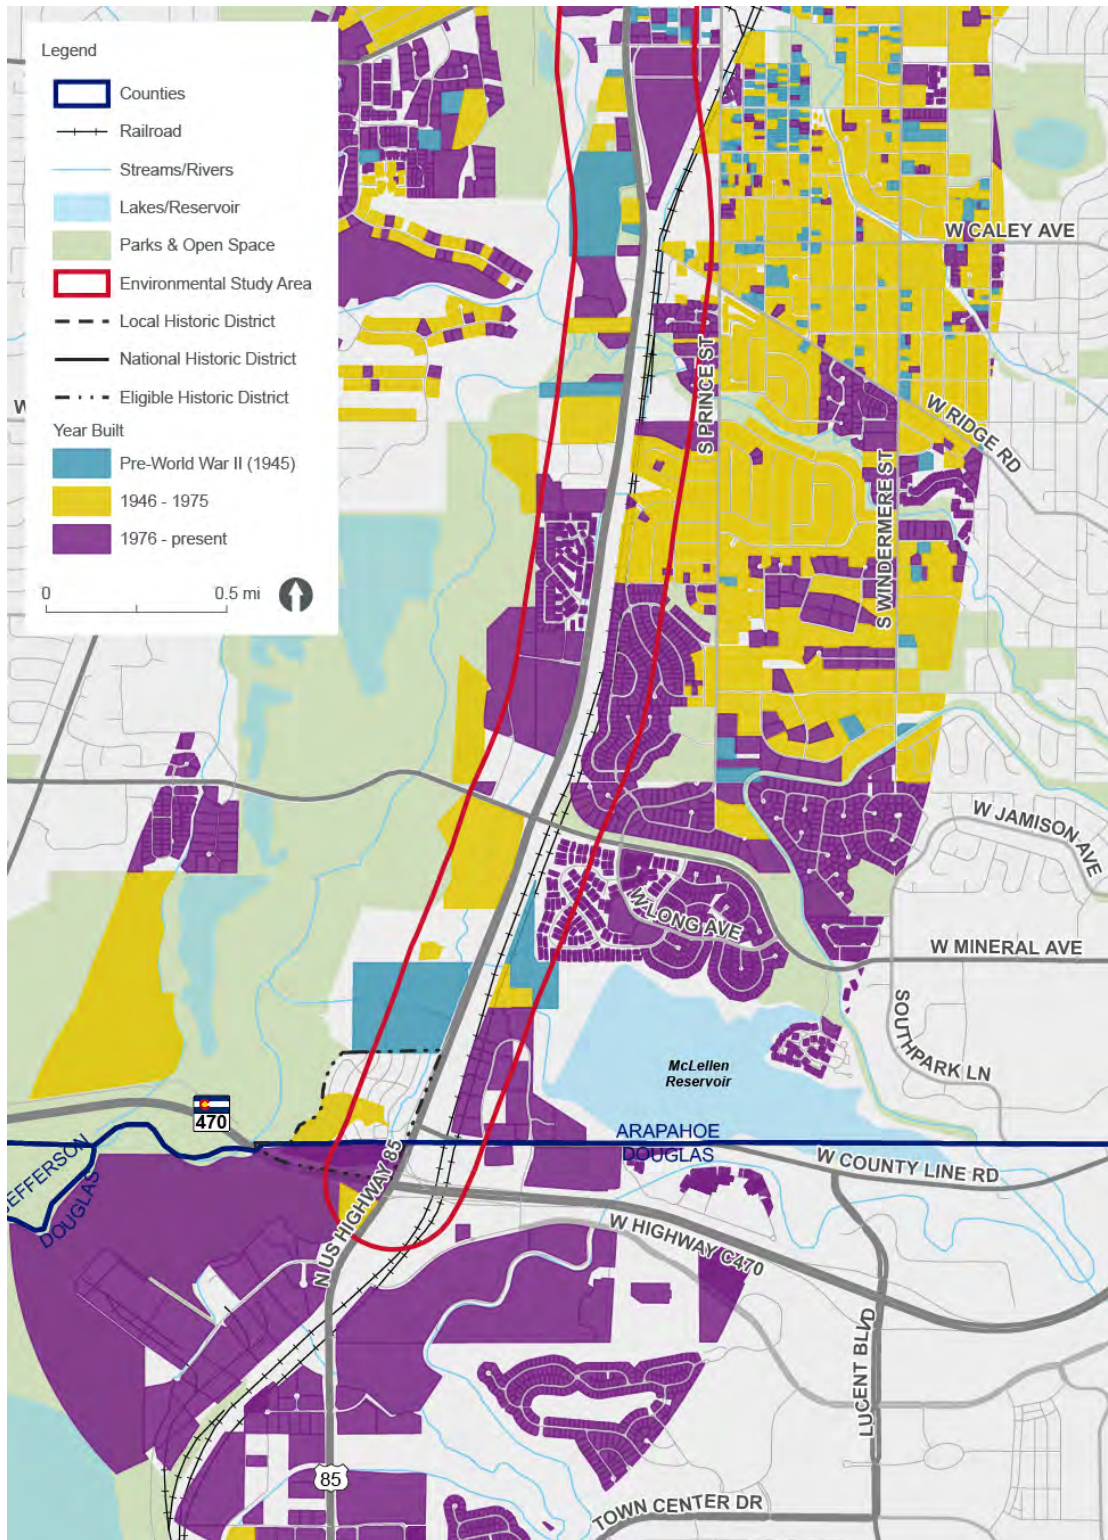 Legend
Counties
Railroad
Streams/Rivers
Lakes/Reservoir
Parks & Open Space
Environmental Study Area
Local Historic District
National Historic District
Eligible Historic District
Year Built
Pre-World War II (1945)
1946 - 1975
1976 - present
0 0.5 mi
W CALEY AVE
S PRINCE ST
W RIDGE RD
S WINDERMERE ST
W
W JAMISON AVE
W LONG AVE
W MINERAL AVE
SOUTHPARK LN
McLellen
Reservoir
470
ARAPAHOE
DOUGLAS
JEFFERSON
DOUGLAS
W COUNTY LINE RD
N US HIGHWAY 85
W HIGHWAY C470
LUCENT BLVD
85
TOWN CENTER DR